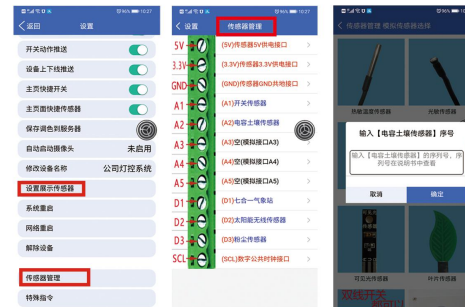 10:27
返回
设置
开关动作推送
设备上下线推送
主页快捷开关
主页面快捷传感器
保存调色到服务器
自动启动摄像头
未启用
修改设备名称
公司灯控系统
设置展示传感器
系统重启
网络重启
解除设备
传感器管理
特殊指令
96% 10:27
设置
传感器管理
5V
(5V)传感器5V供电接口
3.3V
(3.3V)传感器3.3V供电接口
GND
(GND)传感器GND共地接口
A1
(A1)开关传感器
A2
(A2)电容土壤传感器
A3
(A3)空(模拟接口A3)
A4
(A4)空(模拟接口A4)
A5
(A5)空(模拟接口A5)
D1
(D1)七合一气象站
D2
(D2)太阳能无线传感器
D3
(D3)粉尘传感器
SCL
(SCL)数字公共时钟接口
10:27
传感器管理 模拟传感器选择
热敏温度传感器
光敏传感器
输入【电容土壤传感器】序号
输入【电容土壤传感器】的序列号，序
列号在说明中查看
取消
确定
可见光传感器
叶片传感器
双线开关